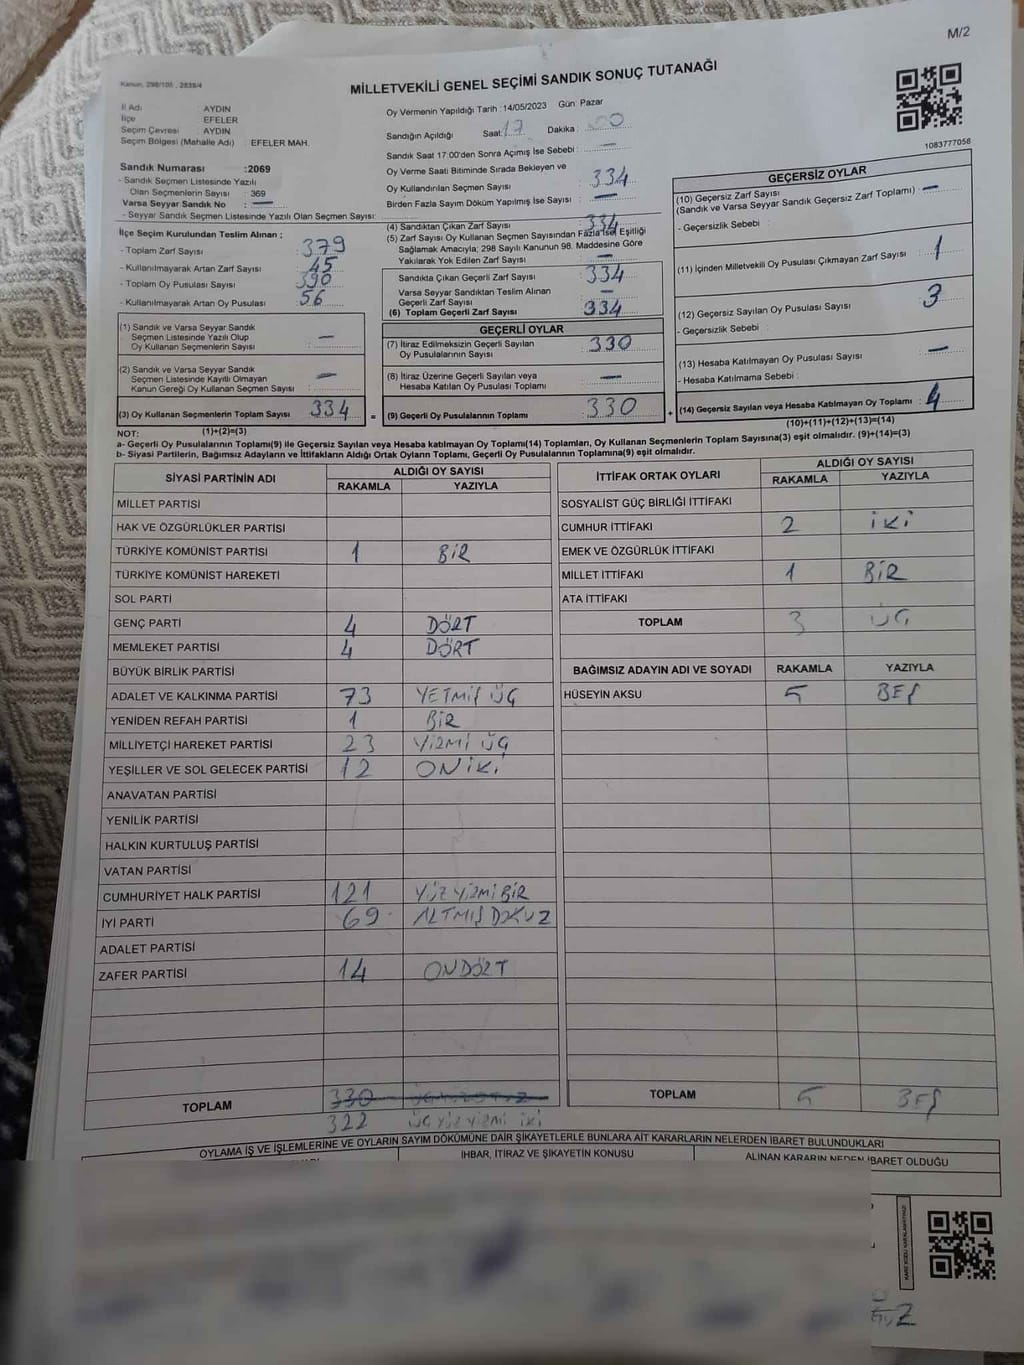 M/2
Kanun, 298/105 , 2839/4
MİLLETVEKİLİ GENEL SEÇİMİ SANDIK SONUÇ TUTANAĞI
1083777058
İl Adı : AYDIN
İlçe : EFELER
Seçim Çevresi : AYDIN
Seçim Bölgesi (Mahalle Adı) : EFELER MAH.
Sandık Numarası :2069
- Sandık Seçmen Listesinde Yazılı
Olan Seçmenlerin Sayısı : 369
Varsa Seyyar Sandık No : —
- Seyyar Sandık Seçmen Listesinde Yazılı Olan Seçmen Sayısı:
İlçe Seçim Kurulundan Teslim Alınan ;
- Toplam Zarf Sayısı : 379
- Kullanılmayarak Artan Zarf Sayısı : 45
- Toplam Oy Pusulası Sayısı : 390
- Kullanılmayarak Artan Oy Pusulası : 56
(1) Sandık ve Varsa Seyyar Sandık
Seçmen Listesinde Yazılı Olup
Oy Kullanan Seçmenlerin Sayısı : —
(2) Sandık ve Varsa Seyyar Sandık
Seçmen Listesinde Kayıtlı Olmayan
Kanun Gereği Oy Kullanan Seçmen Sayısı : —
(3) Oy Kullanan Seçmenlerin Toplam Sayısı : 334 =
(1)+(2)=(3)
Oy Vermenin Yapıldığı Tarih :14/05/2023 Gün: Pazar
Sandığın Açıldığı Saat: 17 Dakika : 00
Sandık Saat 17:00'den Sonra Açımış İse Sebebi : —
Oy Verme Saati Bitiminde Sırada Bekleyen ve
Oy Kullandırılan Seçmen Sayısı : 334
Birden Fazla Sayım Döküm Yapılmış İse Sayısı : —
(4) Sandıktan Çıkan Zarf Sayısı : 334
(5) Zarf Sayısı Oy Kullanan Seçmen Sayısından Fazla İse; Eşitliği
Sağlamak Amacıyla; 298 Sayılı Kanunun 98. Maddesine Göre
Yakılarak Yok Edilen Zarf Sayısı : —
Sandıkta Çıkan Geçerli Zarf Sayısı : 334
Varsa Seyyar Sandıktan Teslim Alınan
Geçerli Zarf Sayısı : —
(6) Toplam Geçerli Zarf Sayısı : 334
GEÇERLİ OYLAR
(7) İtiraz Edilmeksizin Geçerli Sayılan
Oy Pusulalarının Sayısı : 330
(8) İtiraz Üzerine Geçerli Sayılan veya
Hesaba Katılan Oy Pusulası Toplamı : —
(9) Geçerli Oy Pusulalarının Toplamı : 330 +
GEÇERSİZ OYLAR
(10) Geçersiz Zarf Sayısı
(Sandık ve Varsa Seyyar Sandık Geçersiz Zarf Toplamı) : —
- Geçersizlik Sebebi :
(11) İçinden Milletvekili Oy Pusulası Çıkmayan Zarf Sayısı : 1
(12) Geçersiz Sayılan Oy Pusulası Sayısı : 3
- Geçersizlik Sebebi :
(13) Hesaba Katılmayan Oy Pusulası Sayısı : —
- Hesaba Katılmama Sebebi :
(14) Geçersiz Sayılan veya Hesaba Katılmayan Oy Toplamı : 4
(10)+(11)+(12)+(13)=(14)
NOT:
a- Geçerli Oy Pusulalarının Toplamı(9) ile Geçersiz Sayılan veya Hesaba katılmayan Oy Toplamı(14) Toplamları, Oy Kullanan Seçmenlerin Toplam Sayısına(3) eşit olmalıdır. (9)+(14)=(3)
b- Siyasi Partilerin, Bağımsız Adayların ve İttifakların Aldığı Ortak Oyların Toplamı, Geçerli Oy Pusulalarının Toplamına(9) eşit olmalıdır.
SİYASİ PARTİNİN ADI ALDIĞI OY SAYISI
RAKAMLA YAZIYLA
MİLLET PARTİSİ
HAK VE ÖZGÜRLÜKLER PARTİSİ
TÜRKİYE KOMÜNİST PARTİSİ 1 BİR
TÜRKİYE KOMÜNİST HAREKETİ
SOL PARTİ
GENÇ PARTİ 4 DÖRT
MEMLEKET PARTİSİ 4 DÖRT
BÜYÜK BİRLİK PARTİSİ
ADALET VE KALKINMA PARTİSİ 73 YETMİŞ ÜÇ
YENİDEN REFAH PARTİSİ 1 BİR
MİLLİYETÇİ HAREKET PARTİSİ 23 YİRMİ ÜÇ
YEŞİLLER VE SOL GELECEK PARTİSİ 12 ONİKİ
ANAVATAN PARTİSİ
YENİLİK PARTİSİ
HALKIN KURTULUŞ PARTİSİ
VATAN PARTİSİ
CUMHURİYET HALK PARTİSİ 121 YÜZ YİRMİ BİR
İYİ PARTİ 69 ALTMIŞ DOKUZ
ADALET PARTİSİ
ZAFER PARTİSİ 14 ONDÖRT
TOPLAM 330
322 ÜÇ YÜZ YİRMİ İKİ
İTTİFAK ORTAK OYLARI ALDIĞI OY SAYISI
RAKAMLA YAZIYLA
SOSYALİST GÜÇ BİRLİĞİ İTTİFAKI
CUMHUR İTTİFAKI 2 İKİ
EMEK VE ÖZGÜRLÜK İTTİFAKI
MİLLET İTTİFAKI 1 BİR
ATA İTTİFAKI
TOPLAM 3 ÜÇ
BAĞIMSIZ ADAYIN ADI VE SOYADI RAKAMLA YAZIYLA
HÜSEYİN AKSU 5 BEŞ
TOPLAM 5 BEŞ
OYLAMA İŞ VE İŞLEMLERİNE VE OYLARIN SAYIM DÖKÜMÜNE DAİR ŞİKAYETLERLE BUNLARA AİT KARARLARIN NELERDEN İBARET BULUNDUKLARI
İHBAR, İTİRAZ VE ŞİKAYETİN KONUSU
ALINAN KARARIN NEDEN İBARET OLDUĞU